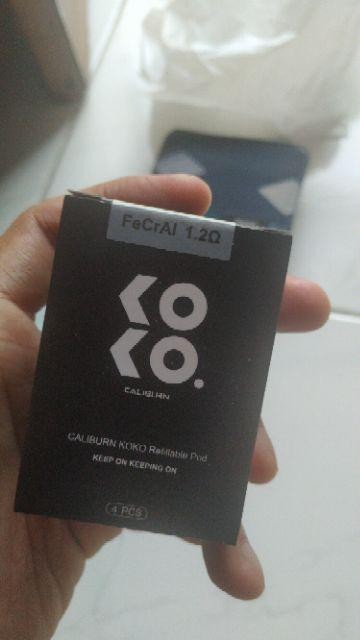 FeCrAl 1.2Ω
KO
KO.
CALIBURN
CALIBURN KOKO Refillable Pod
KEEP ON KEEPING ON
4 PCS